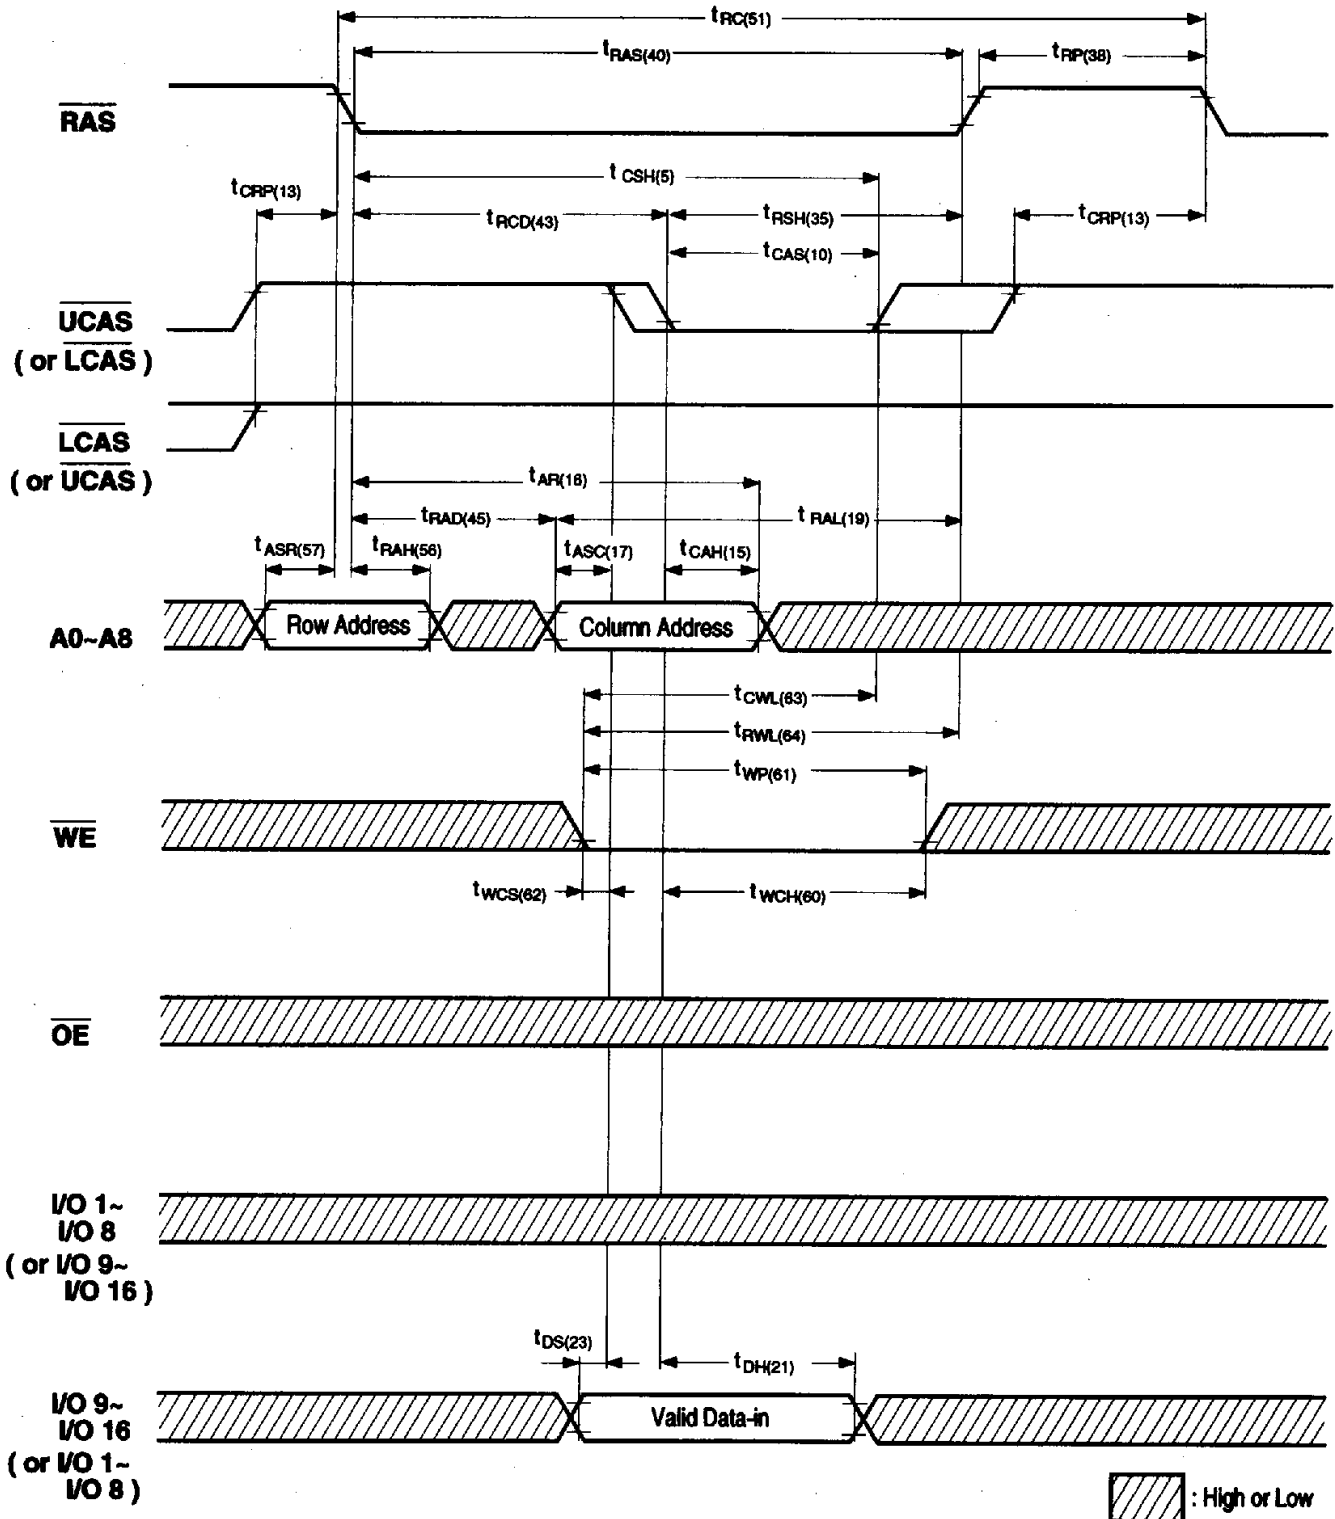 tRC(51)
tRAS(40)
tRP(38)
RAS
tCSH(5)
tCRP(13)
tRCD(43)
tRSH(35)
tCRP(13)
tCAS(10)
UCAS
( or LCAS )
LCAS
( or UCAS )
tAR(16)
tRAD(45)
tRAL(19)
tASR(57)
tRAH(56)
tASC(17)
tCAH(15)
A0~A8
Row Address
Column Address
tCWL(63)
tRWL(64)
tWP(61)
WE
tWCS(62)
tWCH(60)
OE
I/O 1~
I/O 8
( or I/O 9~
I/O 16 )
tDS(23)
tDH(21)
I/O 9~
I/O 16
Valid Data-in
( or I/O 1~
I/O 8 )
: High or Low